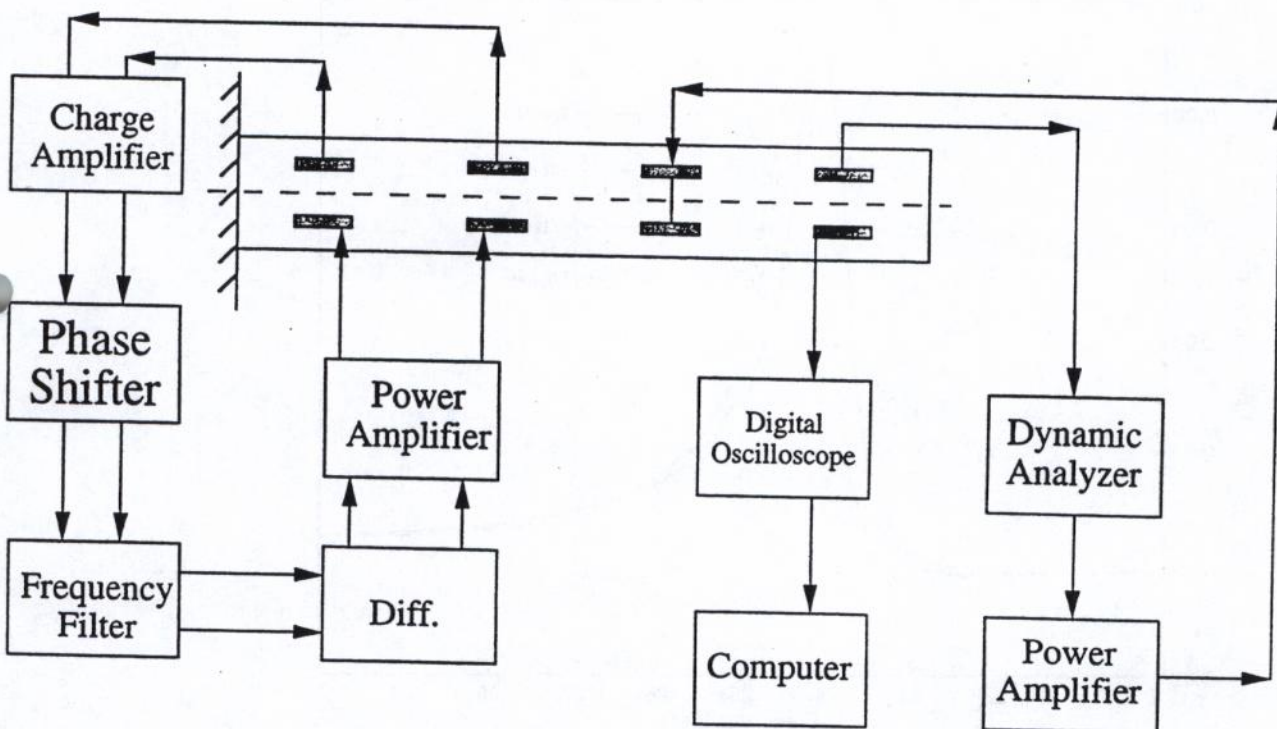 Charge
Amplifier
Phase
Shifter
Power
Amplifier
Digital
Oscilloscope
Dynamic
Analyzer
Frequency
Filter
Diff.
Computer
Power
Amplifier